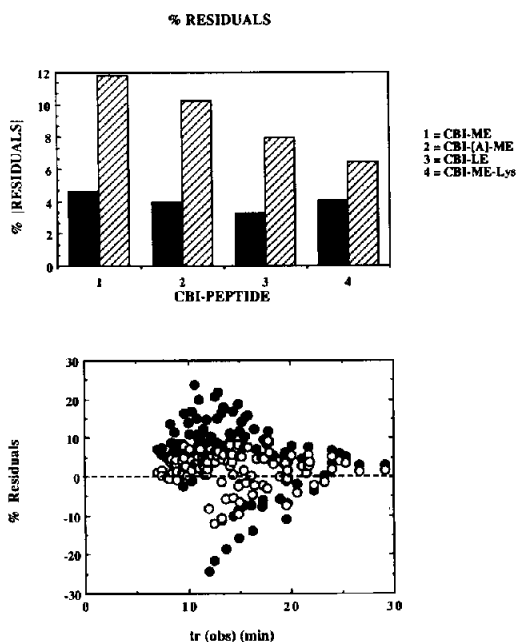 % RESIDUALS
12
10
8
6
4
2
0
% |RESIDUALS|
1 2 3 4
CBI-PEPTIDE
1 = CBI-ME
2 = CBI-[A]-ME
3 = CBI-LE
4 = CBI-ME-Lys
30
20
10
0
-10
-20
-30
% Residuals
0 10 20 30
tr (obs) (min)